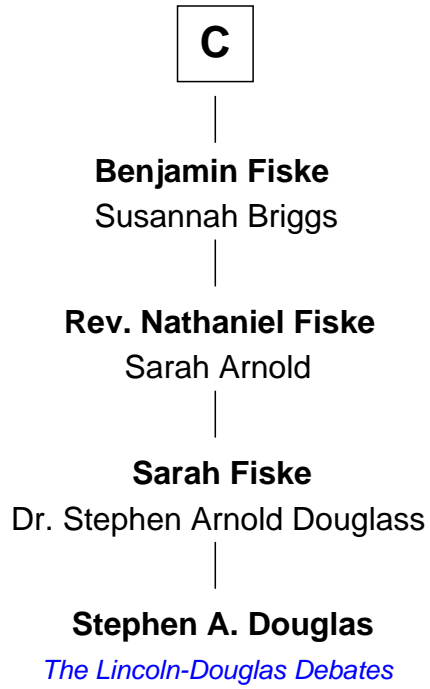 C
Benjamin Fiske
Susannah Briggs
Rev. Nathaniel Fiske
Sarah Arnold
Sarah Fiske
Dr. Stephen Arnold Douglass
Stephen A. Douglas
The Lincoln-Douglas Debates